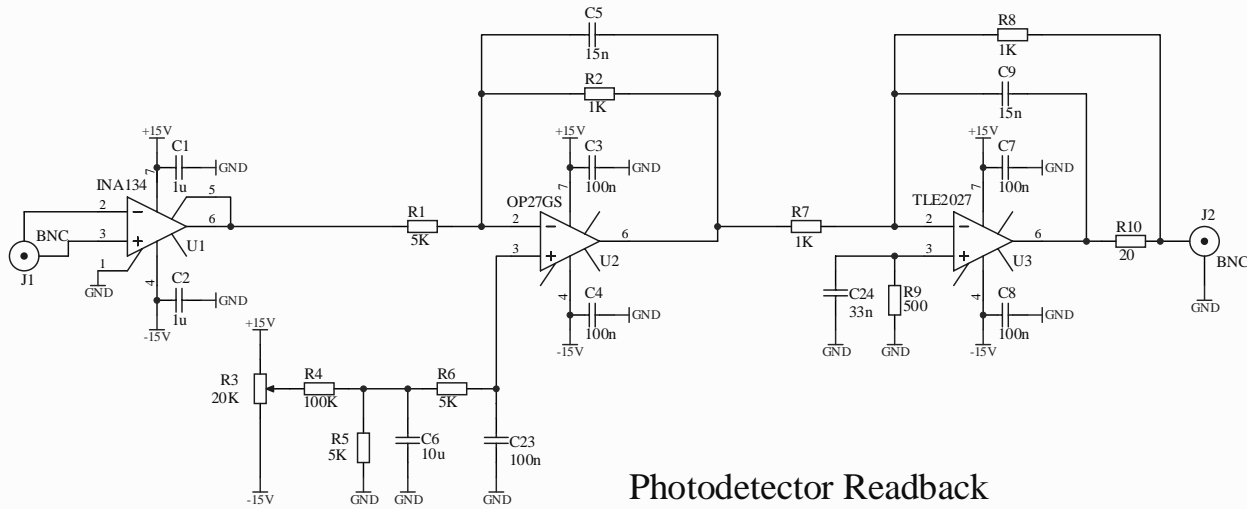 C5
15n
R2
1K
R8
1K
C9
15n
+15V
C1
1u
GND
7
INA134
5
2
6
3
BNC
J1
1
GND
U1
4
C2
1u
GND
-15V
R1
5K
+15V
C3
100n
GND
7
OP27GS
2
6
3
U2
4
C4
100n
GND
-15V
R7
1K
+15V
C7
100n
GND
7
TLE2027
2
6
3
U3
4
C8
100n
GND
-15V
C24
33n
GND
R9
500
GND
R10
20
J2
BNC
GND
+15V
R3
20K
-15V
R4
100K
R5
5K
GND
C6
10u
GND
R6
5K
C23
100n
GND
Photodetector Readback